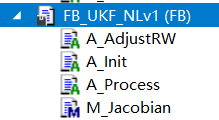 FB_UKF_NLv1 (FB)
A_AdjustRW
A_Init
A_Process
M_Jacobian